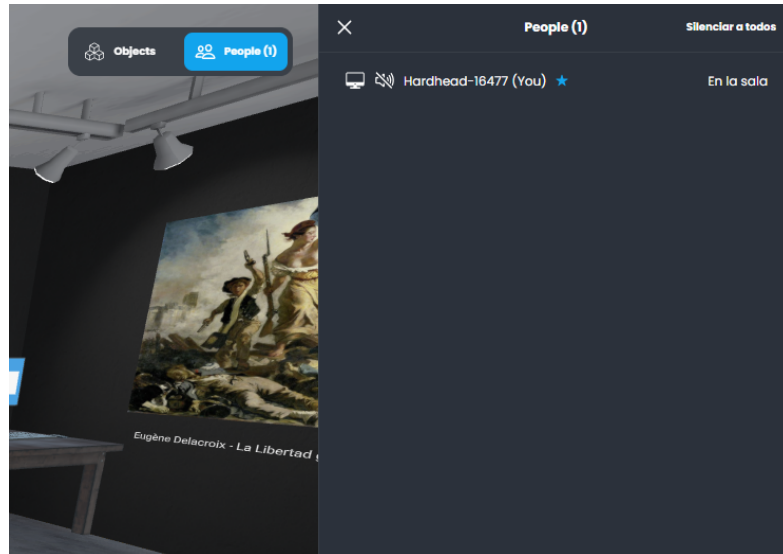 Objects
People (1)
People (1)
Silenciar a todos
Hardhead-16477 (You)
En la sala
Eugène Delacroix - La Libertad